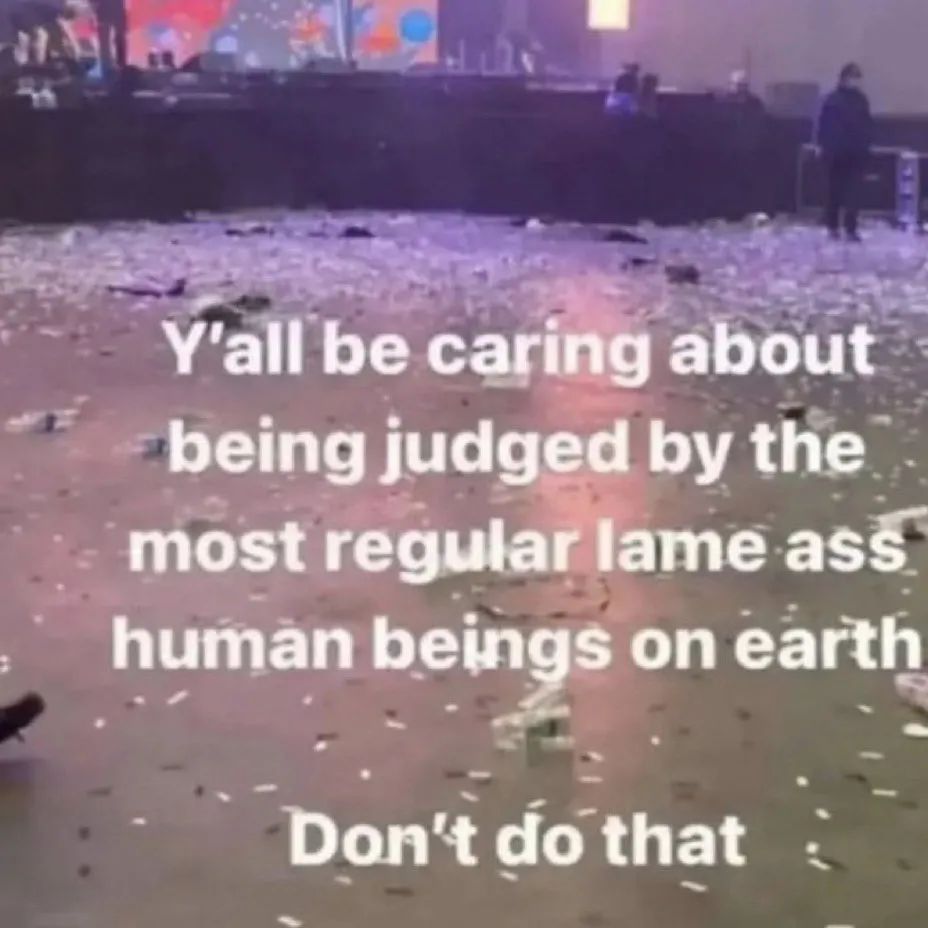 Y'all be caring about
being judged by the
most regular lame ass
human beings on earth
Don't do that